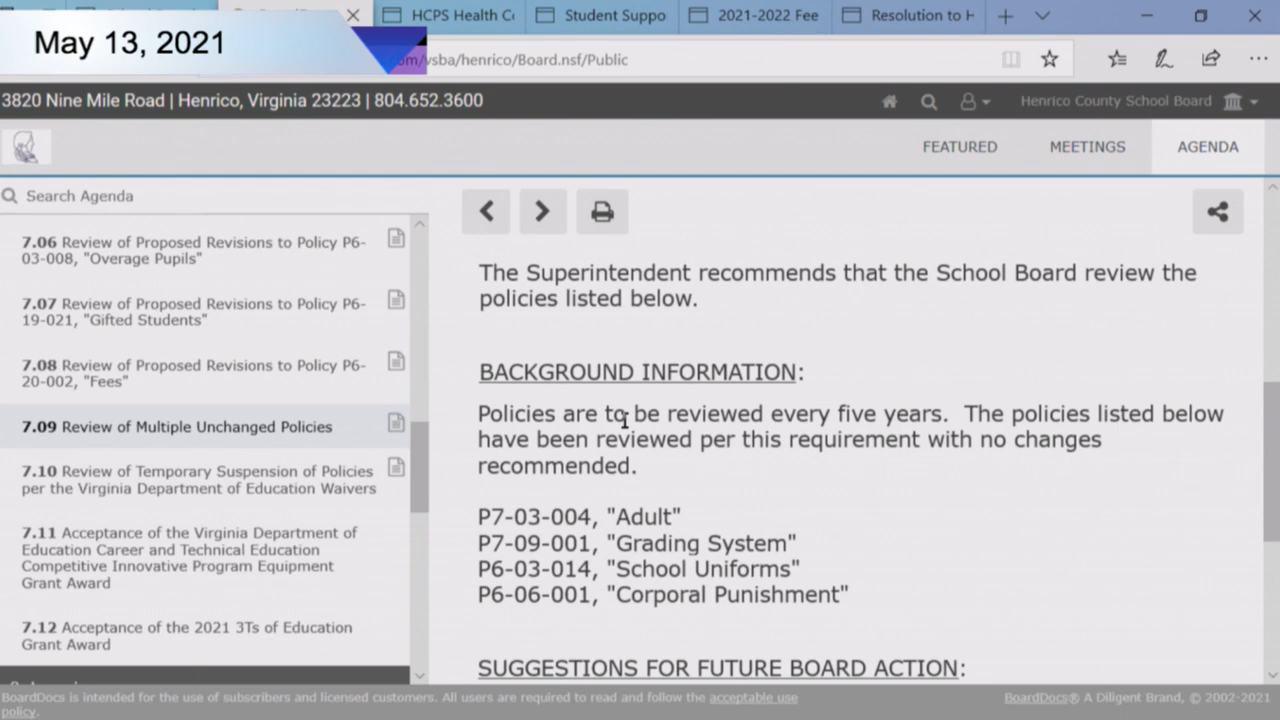 HCPS Health Co
Student Suppo
2021-2022 Fee
Resolution to H
May 13, 2021
com/vsba/henrico/Board.nsf/Public
3820 Nine Mile Road | Henrico, Virginia 23223 | 804.652.3600
Henrico County School Board
FEATURED
MEETINGS
AGENDA
Search Agenda
7.06 Review of Proposed Revisions to Policy P6-
03-008, "Overage Pupils"
7.07 Review of Proposed Revisions to Policy P6-
19-021, "Gifted Students"
7.08 Review of Proposed Revisions to Policy P6-
20-002, "Fees"
7.09 Review of Multiple Unchanged Policies
7.10 Review of Temporary Suspension of Policies
per the Virginia Department of Education Waivers
7.11 Acceptance of the Virginia Department of
Education Career and Technical Education
Competitive Innovative Program Equipment
Grant Award
7.12 Acceptance of the 2021 3Ts of Education
Grant Award
The Superintendent recommends that the School Board review the
policies listed below.
BACKGROUND INFORMATION:
Policies are to be reviewed every five years. The policies listed below
have been reviewed per this requirement with no changes
recommended.
P7-03-004, "Adult"
P7-09-001, "Grading System"
P6-03-014, "School Uniforms"
P6-06-001, "Corporal Punishment"
SUGGESTIONS FOR FUTURE BOARD ACTION:
BoardDocs is intended for the use of subscribers and licensed customers. All users are required to read and follow the acceptable use
policy.
BoardDocs® A Diligent Brand, © 2002-2021